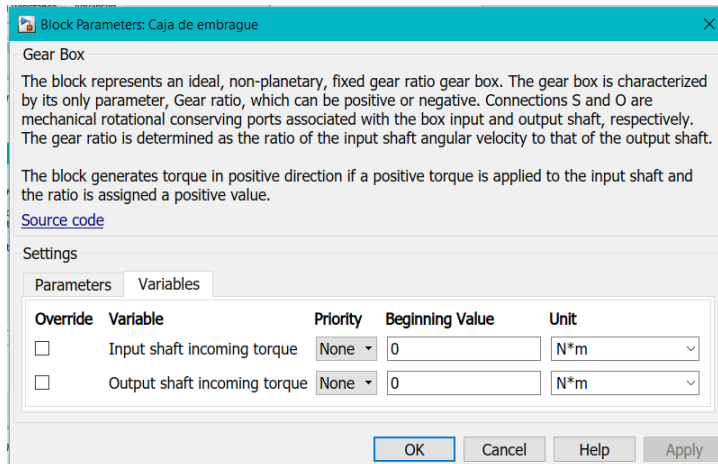 Resistance Advanced
Block Parameters: Caja de embrague
Gear Box
The block represents an ideal, non-planetary, fixed gear ratio gear box. The gear box is characterized
by its only parameter, Gear ratio, which can be positive or negative. Connections S and O are
mechanical rotational conserving ports associated with the box input and output shaft, respectively.
The gear ratio is determined as the ratio of the input shaft angular velocity to that of the output shaft.
The block generates torque in positive direction if a positive torque is applied to the input shaft and
the ratio is assigned a positive value.
Source code
Settings
Parameters Variables
Override Variable Priority Beginning Value Unit
Input shaft incoming torque None 0 N*m
Output shaft incoming torque None 0 N*m
OK Cancel Help Apply